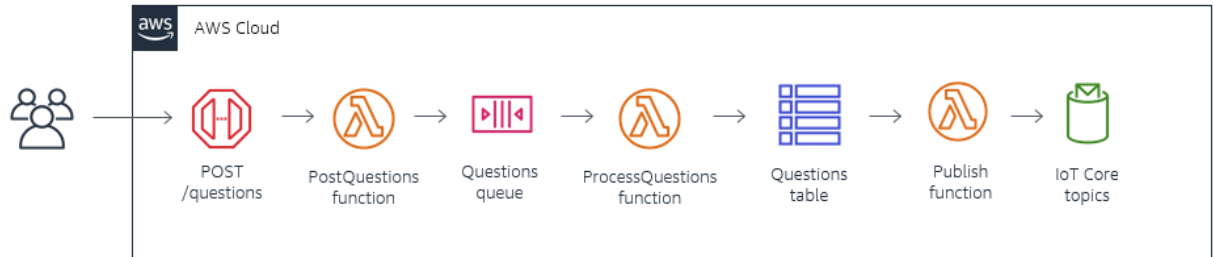 aws
AWS Cloud
POST
/questions
PostQuestions
function
Questions
queue
ProcessQuestions
function
Questions
table
Publish
function
IoT Core
topics